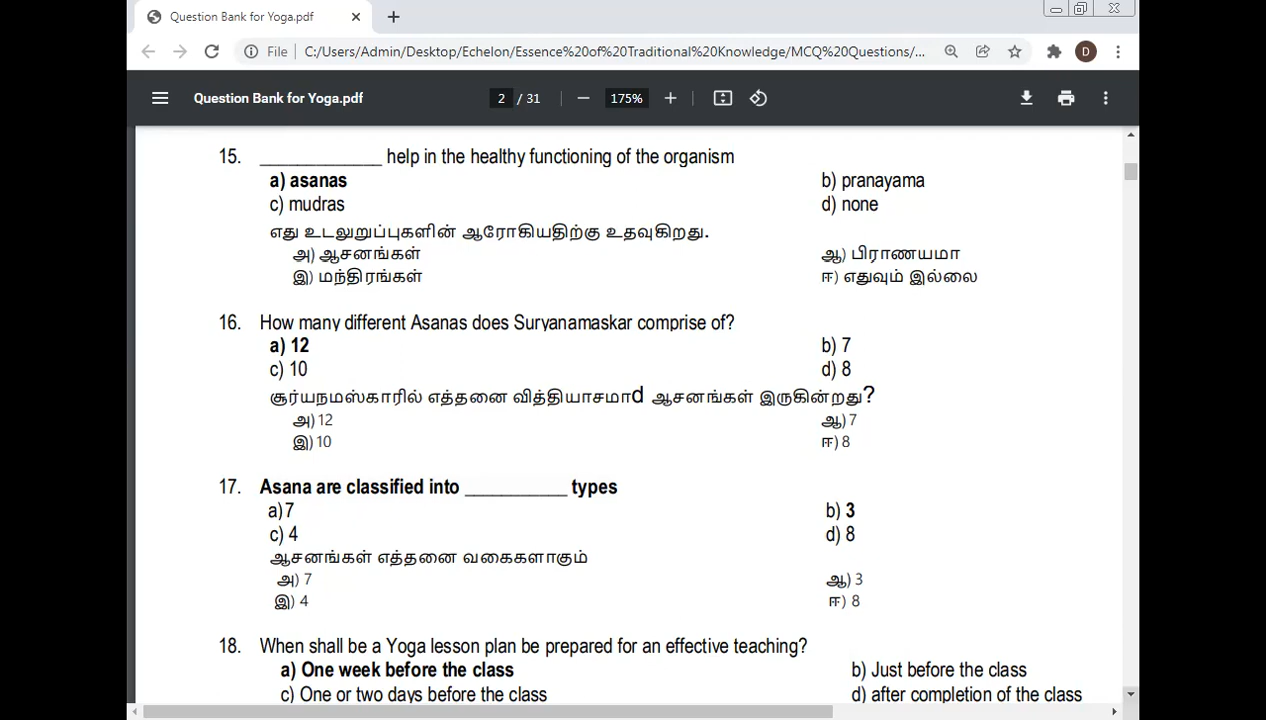 Question Bank for Yoga.pdf
File | C:/Users/Admin/Desktop/Echelon/Essence%20of%20Traditional%20Knowledge/MCQ%20Questions/... D
Question Bank for Yoga.pdf 2 / 31 175%
15. _____________ help in the healthy functioning of the organism
a) asanas b) pranayama
c) mudras d) none
எது உடலுறுப்புகளின் ஆரோகியதிற்கு உதவுகிறது.
அ) ஆசனங்கள் ஆ) பிராணயமா
இ) மந்திரங்கள் ஈ) எதுவும் இல்லை
16. How many different Asanas does Suryanamaskar comprise of?
a) 12 b) 7
c) 10 d) 8
சூர்யநமஸ்காரில் எத்தனை வித்தியாசமாd ஆசனங்கள் இருகின்றது?
அ) 12 ஆ) 7
இ) 10 ஈ) 8
17. Asana are classified into ___________ types
a) 7 b) 3
c) 4 d) 8
ஆசனங்கள் எத்தனை வகைகளாகும்
அ) 7 ஆ) 3
இ) 4 ஈ) 8
18. When shall be a Yoga lesson plan be prepared for an effective teaching?
a) One week before the class b) Just before the class
c) One or two days before the class d) after completion of the class